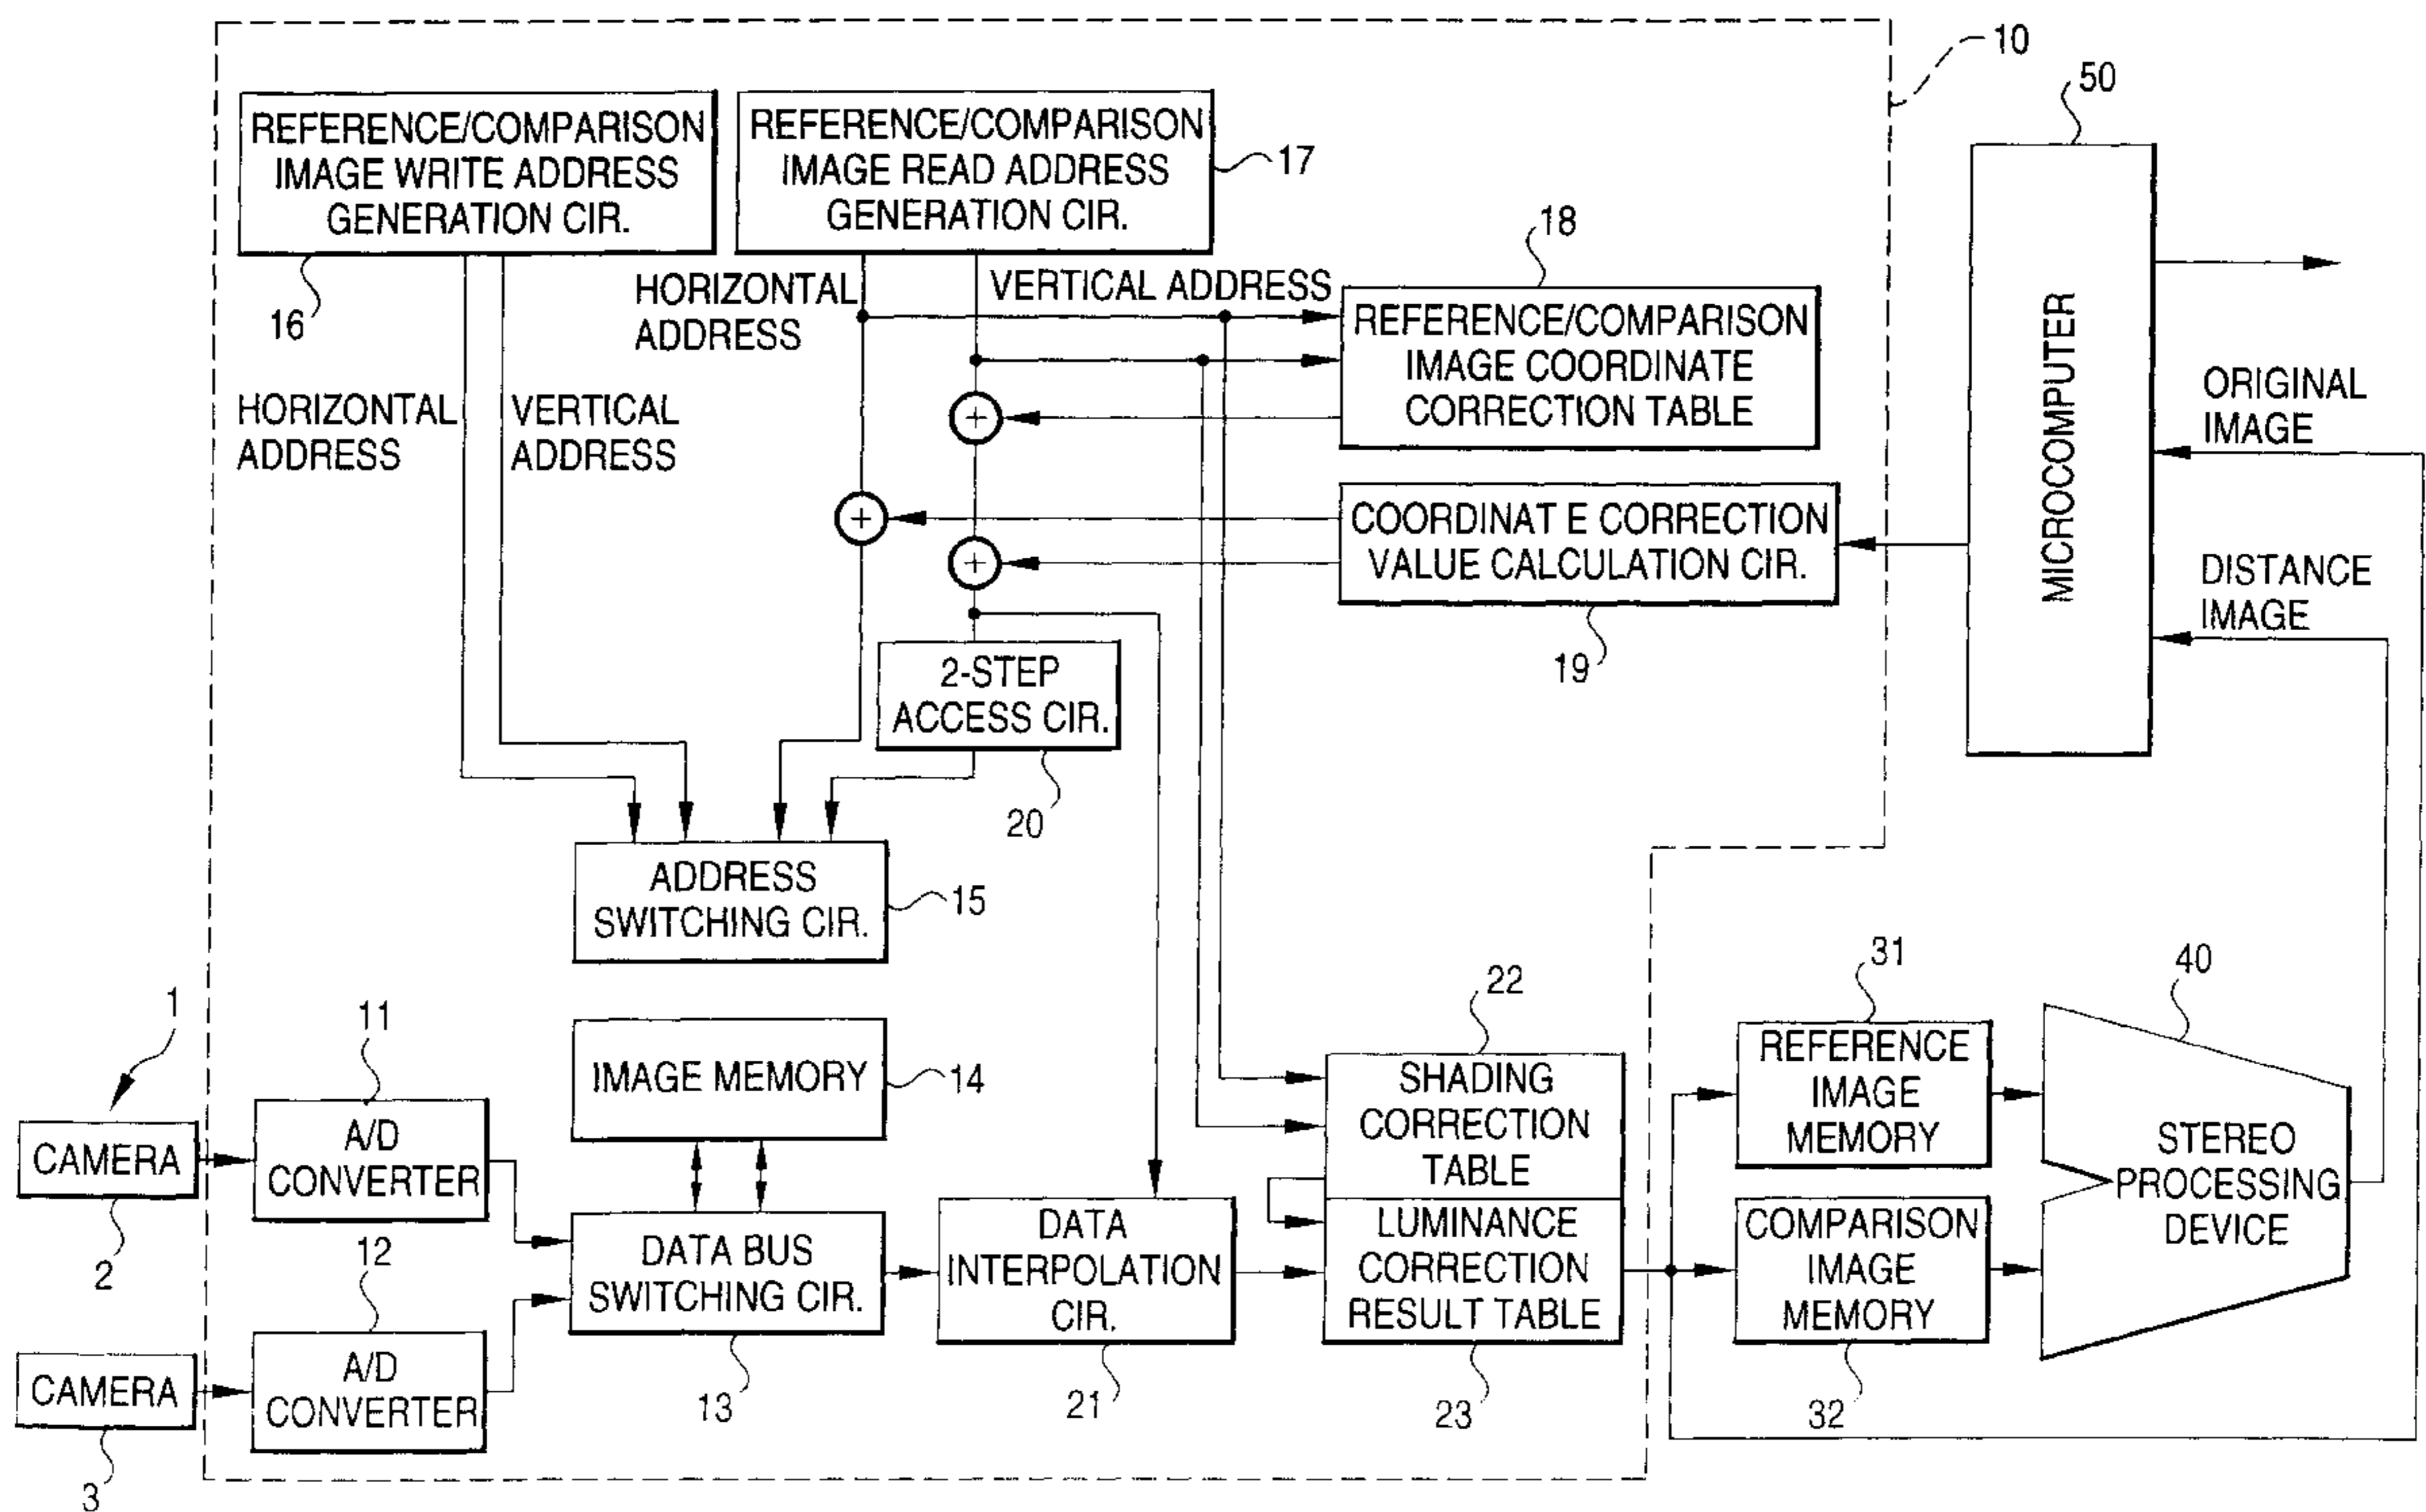 10
50
REFERENCE/COMPARISON
IMAGE WRITE ADDRESS
GENERATION CIR.
16
REFERENCE/COMPARISON
IMAGE READ ADDRESS
GENERATION CIR.
17
HORIZONTAL
ADDRESS
VERTICAL ADDRESS
18
REFERENCE/COMPARISON
IMAGE COORDINATE
CORRECTION TABLE
HORIZONTAL
ADDRESS
VERTICAL
ADDRESS
+
+
+
COORDINAT E CORRECTION
VALUE CALCULATION CIR.
19
MICROCOMPUTER
ORIGINAL
IMAGE
DISTANCE
IMAGE
2-STEP
ACCESS CIR.
20
ADDRESS
SWITCHING CIR.
15
1
11
IMAGE MEMORY
14
CAMERA
2
A/D
CONVERTER
12
CAMERA
3
A/D
CONVERTER
DATA BUS
SWITCHING CIR.
13
DATA
INTERPOLATION
CIR.
21
22
SHADING
CORRECTION
TABLE
LUMINANCE
CORRECTION
RESULT TABLE
23
31
REFERENCE
IMAGE
MEMORY
COMPARISON
IMAGE
MEMORY
32
40
STEREO
PROCESSING
DEVICE